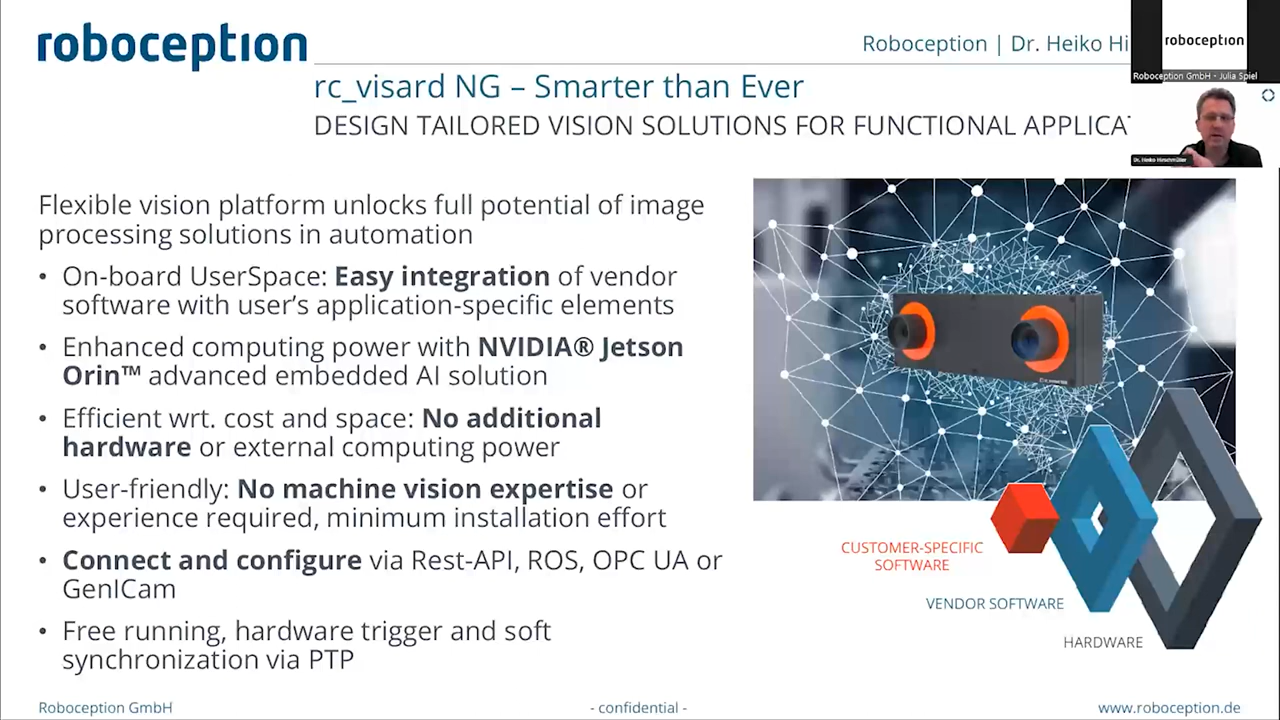 roboception
Roboception | Dr. Heiko Hi
roboception
Roboception GmbH - Julia Spiel
rc_visard NG – Smarter than Ever
DESIGN TAILORED VISION SOLUTIONS FOR FUNCTIONAL APPLICAT
Dr. Heiko Hirschmüller
Flexible vision platform unlocks full potential of image
processing solutions in automation
• On-board UserSpace: Easy integration of vendor
software with user's application-specific elements
• Enhanced computing power with NVIDIA® Jetson
Orin™ advanced embedded AI solution
• Efficient wrt. cost and space: No additional
hardware or external computing power
• User-friendly: No machine vision expertise or
experience required, minimum installation effort
• Connect and configure via Rest-API, ROS, OPC UA or
GenICam
• Free running, hardware trigger and soft
synchronization via PTP
CUSTOMER-SPECIFIC
SOFTWARE
VENDOR SOFTWARE
HARDWARE
Roboception GmbH
- confidential -
www.roboception.de